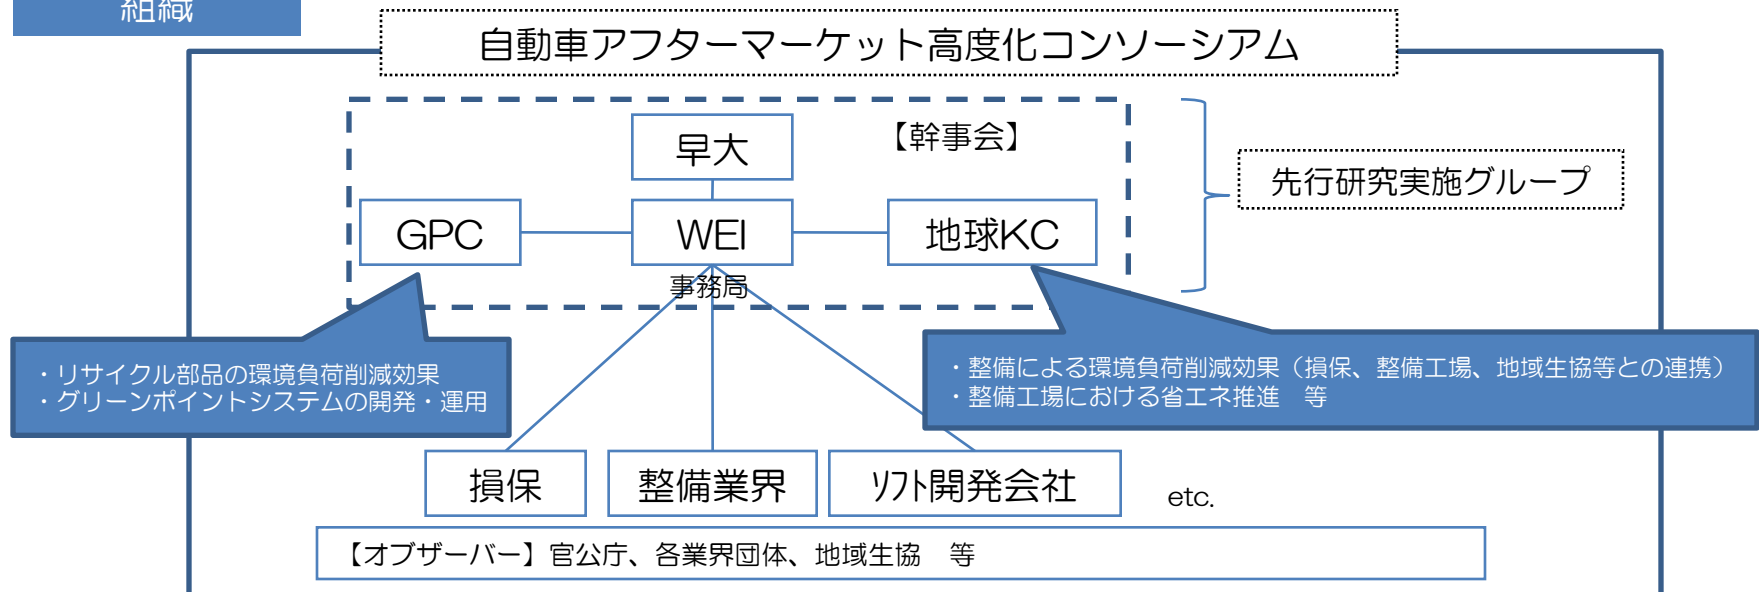 組織
自動車アフターマーケット高度化コンソーシアム
【幹事会】
早大
先行研究実施グループ
GPC
WEI
地球KC
事務局
・リサイクル部品の環境負荷削減効果
・グリーンポイントシステムの開発・運用
・整備による環境負荷削減効果（損保、整備工場、地域生協等との連携）
・整備工場における省エネ推進　等
損保
整備業界
ｿﾌﾄ開発会社
etc.
【オブザーバー】官公庁、各業界団体、地域生協　等